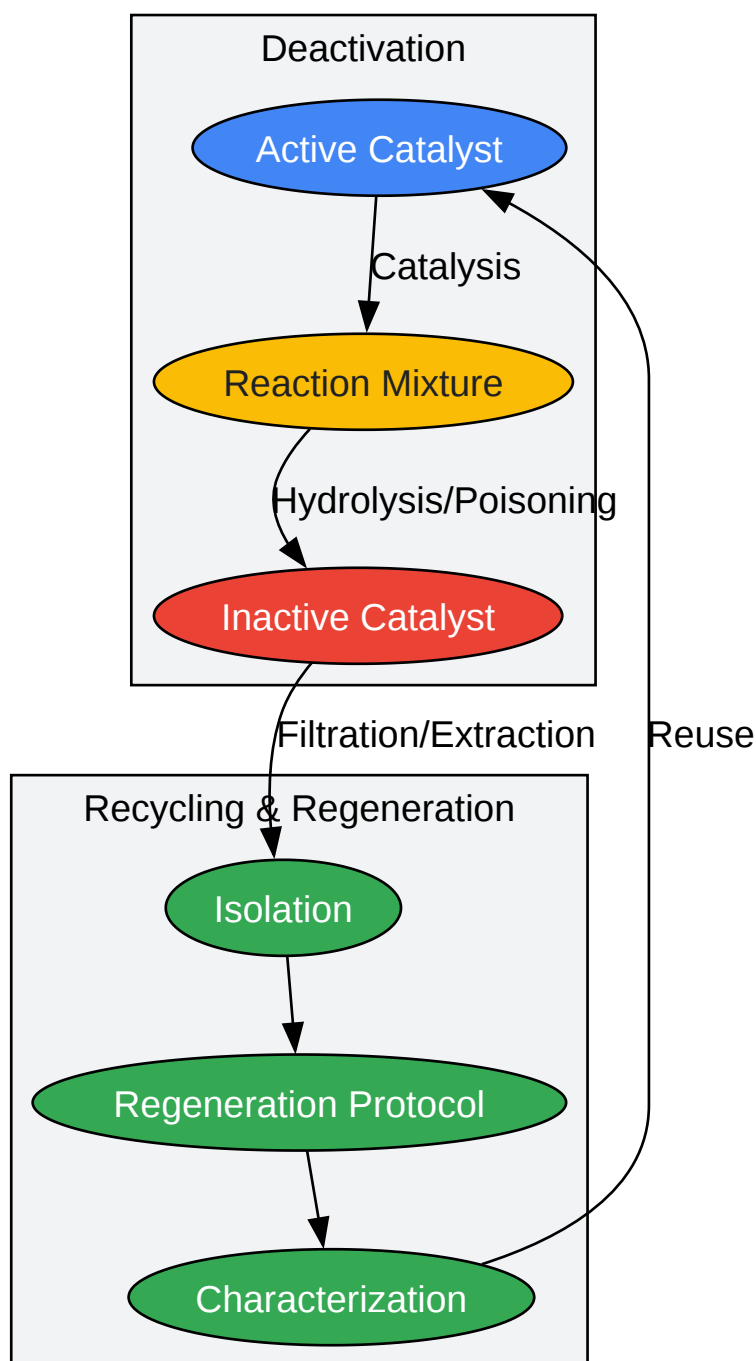 Deactivation
Active Catalyst
Catalysis
Reaction Mixture
Hydrolysis/Poisoning
Inactive Catalyst
Filtration/Extraction
Reuse
Recycling & Regeneration
Isolation
Regeneration Protocol
Characterization